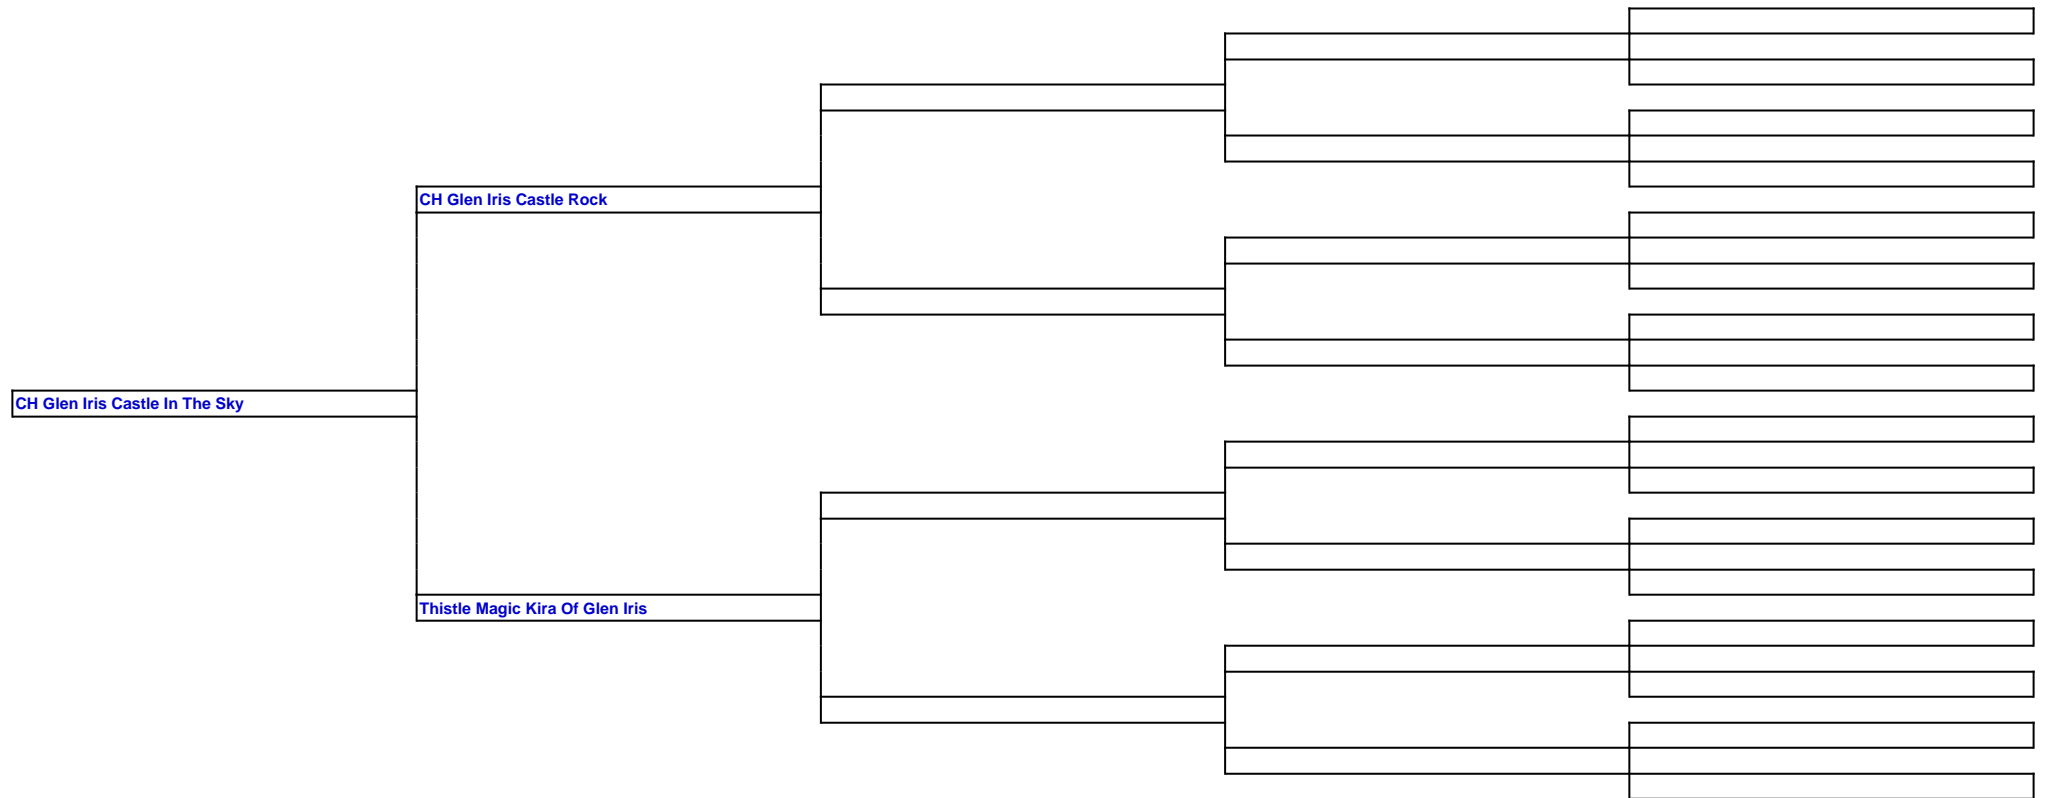 CH Glen Iris Castle Rock
CH Glen Iris Castle In The Sky
Thistle Magic Kira Of Glen Iris